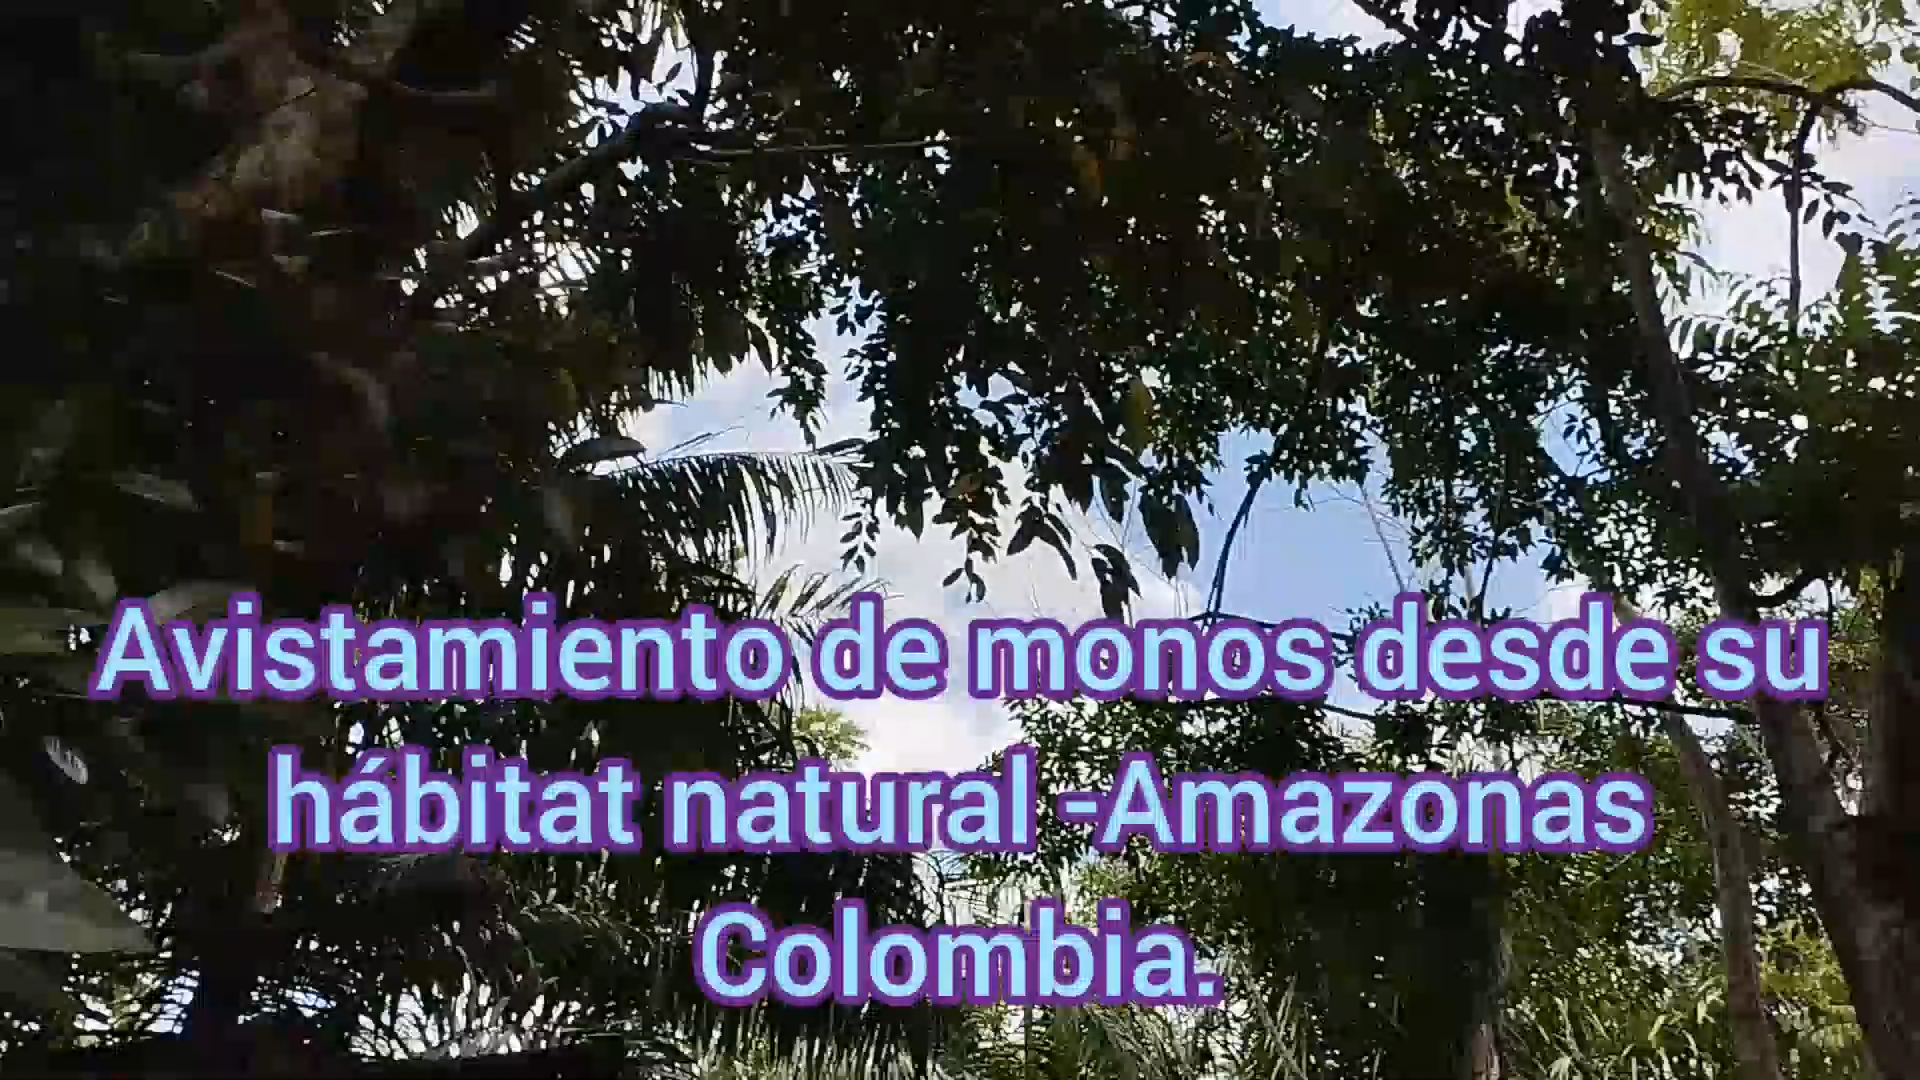 Avistamiento de monos desde su
hábitat natural -Amazonas
Colombia.